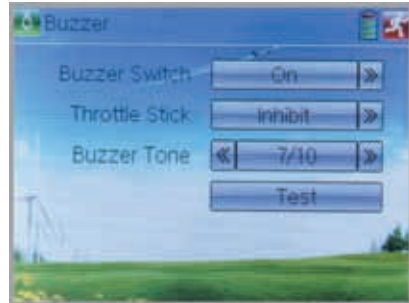 Buzzer
Buzzer Switch On
Throttle Stick Inhibit
Buzzer Tone 7/10
Test